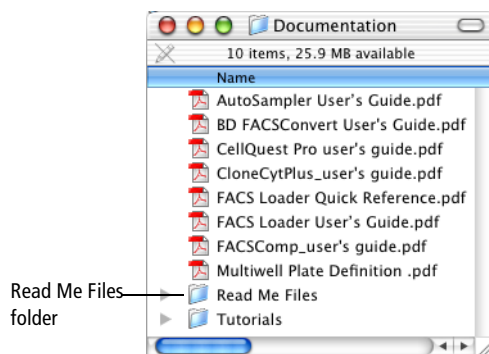 Documentation
10 items, 25.9 MB available
Name
AutoSampler User’s Guide.pdf
BD FACSConvert User's Guide.pdf
CellQuest Pro user's guide.pdf
CloneCytPlus_user's guide.pdf
FACS Loader Quick Reference.pdf
FACS Loader User’s Guide.pdf
FACSComp_user's guide.pdf
Multiwell Plate Definition .pdf
Read Me Files
Tutorials
Read Me Files
folder